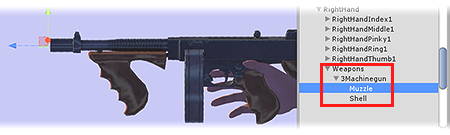 RightHand
RightHandIndex1
RightHandMiddle1
RightHandPinky1
RightHandRing1
RightHandThumb1
Weapons
3Machinegun
Muzzle
Shell